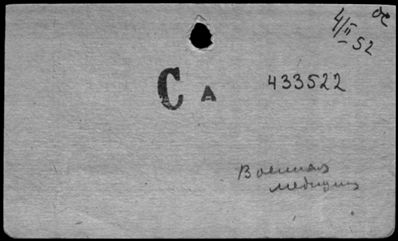 4/II-52
С А 433522
Военная
медицина